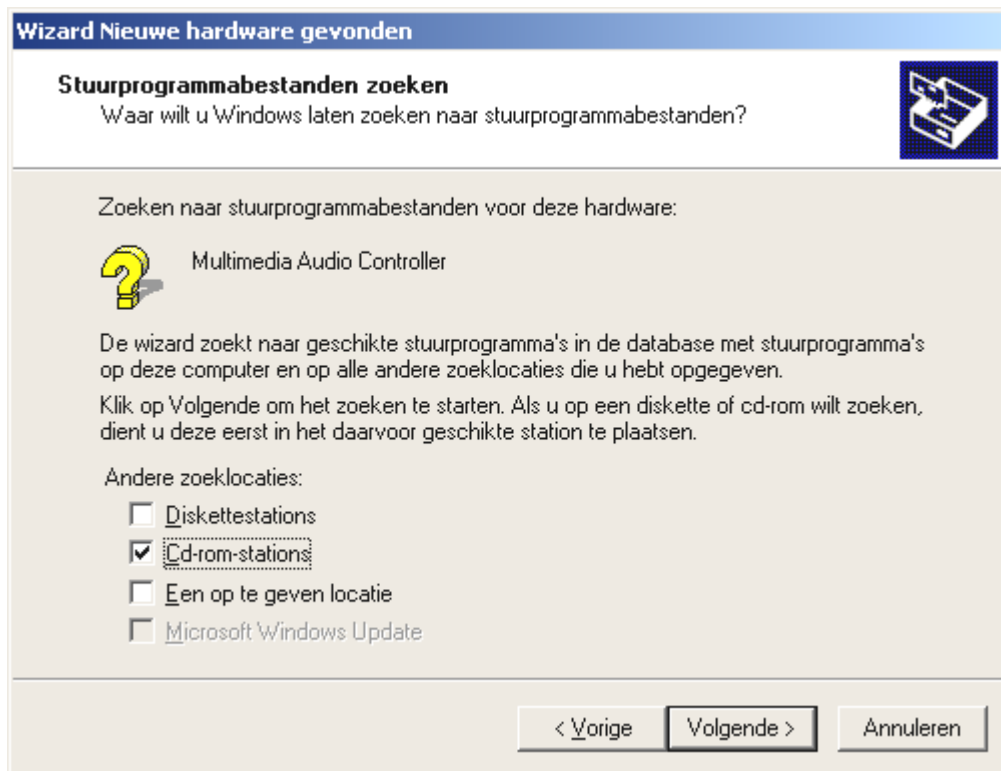 Wizard Nieuwe hardware gevonden
Stuurprogrammabestanden zoeken
Waar wilt u Windows laten zoeken naar stuurprogrammabestanden?
Zoeken naar stuurprogrammabestanden voor deze hardware:
Multimedia Audio Controller
De wizard zoekt naar geschikte stuurprogramma's in de database met stuurprogramma's
op deze computer en op alle andere zoeklocaties die u hebt opgegeven.
Klik op Volgende om het zoeken te starten. Als u op een diskette of cd-rom wilt zoeken,
dient u deze eerst in het daarvoor geschikte station te plaatsen.
Andere zoeklocaties:
Diskettestations
Cd-rom-stations
Een op te geven locatie
Microsoft Windows Update
< Vorige Volgende > Annuleren